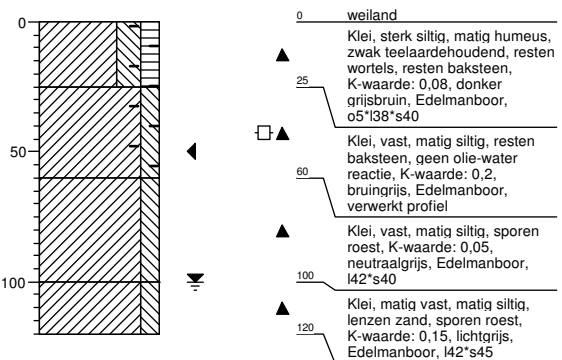 0
50
100
0
weiland
Klei, sterk siltig, matig humeus,
zwak teelaardehoudend, resten
wortels, resten baksteen,
K-waarde: 0,08, donker
grijsbruin, Edelmanboor,
o5*l38*s40
25
Klei, vast, matig siltig, resten
baksteen, geen olie-water
reactie, K-waarde: 0,2,
bruingrijs, Edelmanboor,
verwerkt profiel
60
Klei, vast, matig siltig, sporen
roest, K-waarde: 0,05,
neutraalgrijs, Edelmanboor,
l42*s40
100
Klei, matig vast, matig siltig,
lenzen zand, sporen roest,
K-waarde: 0,15, lichtgrijs,
Edelmanboor, l42*s45
120